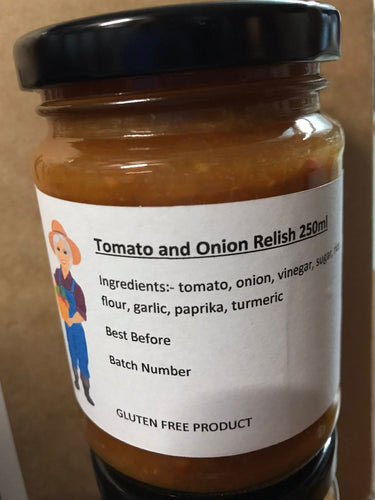 Tomato and Onion Relish 250ml
Ingredients:- tomato, onion, vinegar, sugar,
flour, garlic, paprika, turmeric
Best Before
Batch Number
GLUTEN FREE PRODUCT